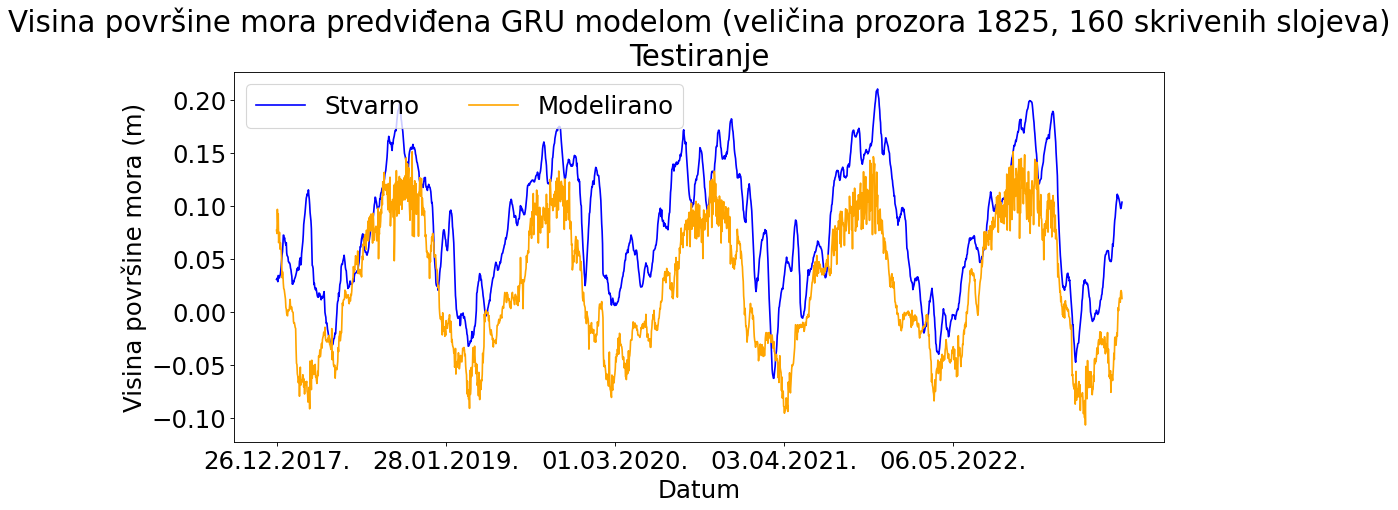 Visina površine mora predviđena GRU modelom (veličina prozora 1825, 160 skrivenih slojeva)
Testiranje
Stvarno Modelirano
Visina površine mora (m)
0.20
0.15
0.10
0.05
0.00
−0.05
−0.10
26.12.2017. 28.01.2019. 01.03.2020. 03.04.2021. 06.05.2022.
Datum